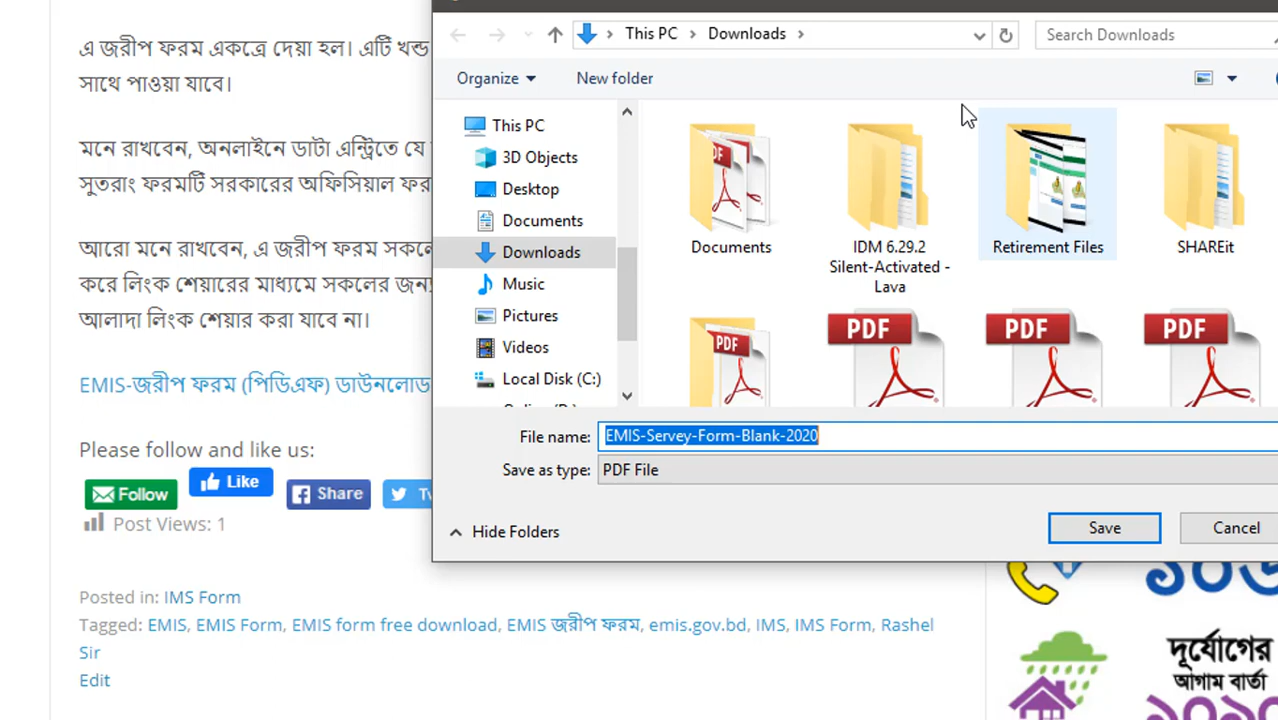 এ জরীপ ফরম একত্রে দেয়া হল। এটি খন্ড
সাথে পাওয়া যাবে।
মনে রাখবেন, অনলাইনে ডাটা এন্ট্রিতে যে
সুতরাং ফরমটি সরকারের অফিসিয়াল ফর
আরো মনে রাখবেন, এ জরীপ ফরম সকলে
করে লিংক শেয়ারের মাধ্যমে সকলের জন্য
আলাদা লিংক শেয়ার করা যাবে না।
EMIS-জরীপ ফরম (পিডিএফ) ডাউনলোড
Please follow and like us:
Follow Like Share Tw
Post Views: 1
Posted in: IMS Form
Tagged: EMIS, EMIS Form, EMIS form free download, EMIS জরীপ ফরম, emis.gov.bd, IMS, IMS Form, Rashel
Sir
Edit
This PC Downloads Search Downloads
Organize New folder
This PC
3D Objects
Desktop
Documents
Downloads
Music
Pictures
Videos
Local Disk (C:)
PDF
Documents
IDM 6.29.2
Silent-Activated -
Lava
Retirement Files
SHAREit
PDF PDF PDF PDF
File name: EMIS-Servey-Form-Blank-2020
Save as type: PDF File
Hide Folders Save Cancel
দূর্যোগের
আগাম বার্তা